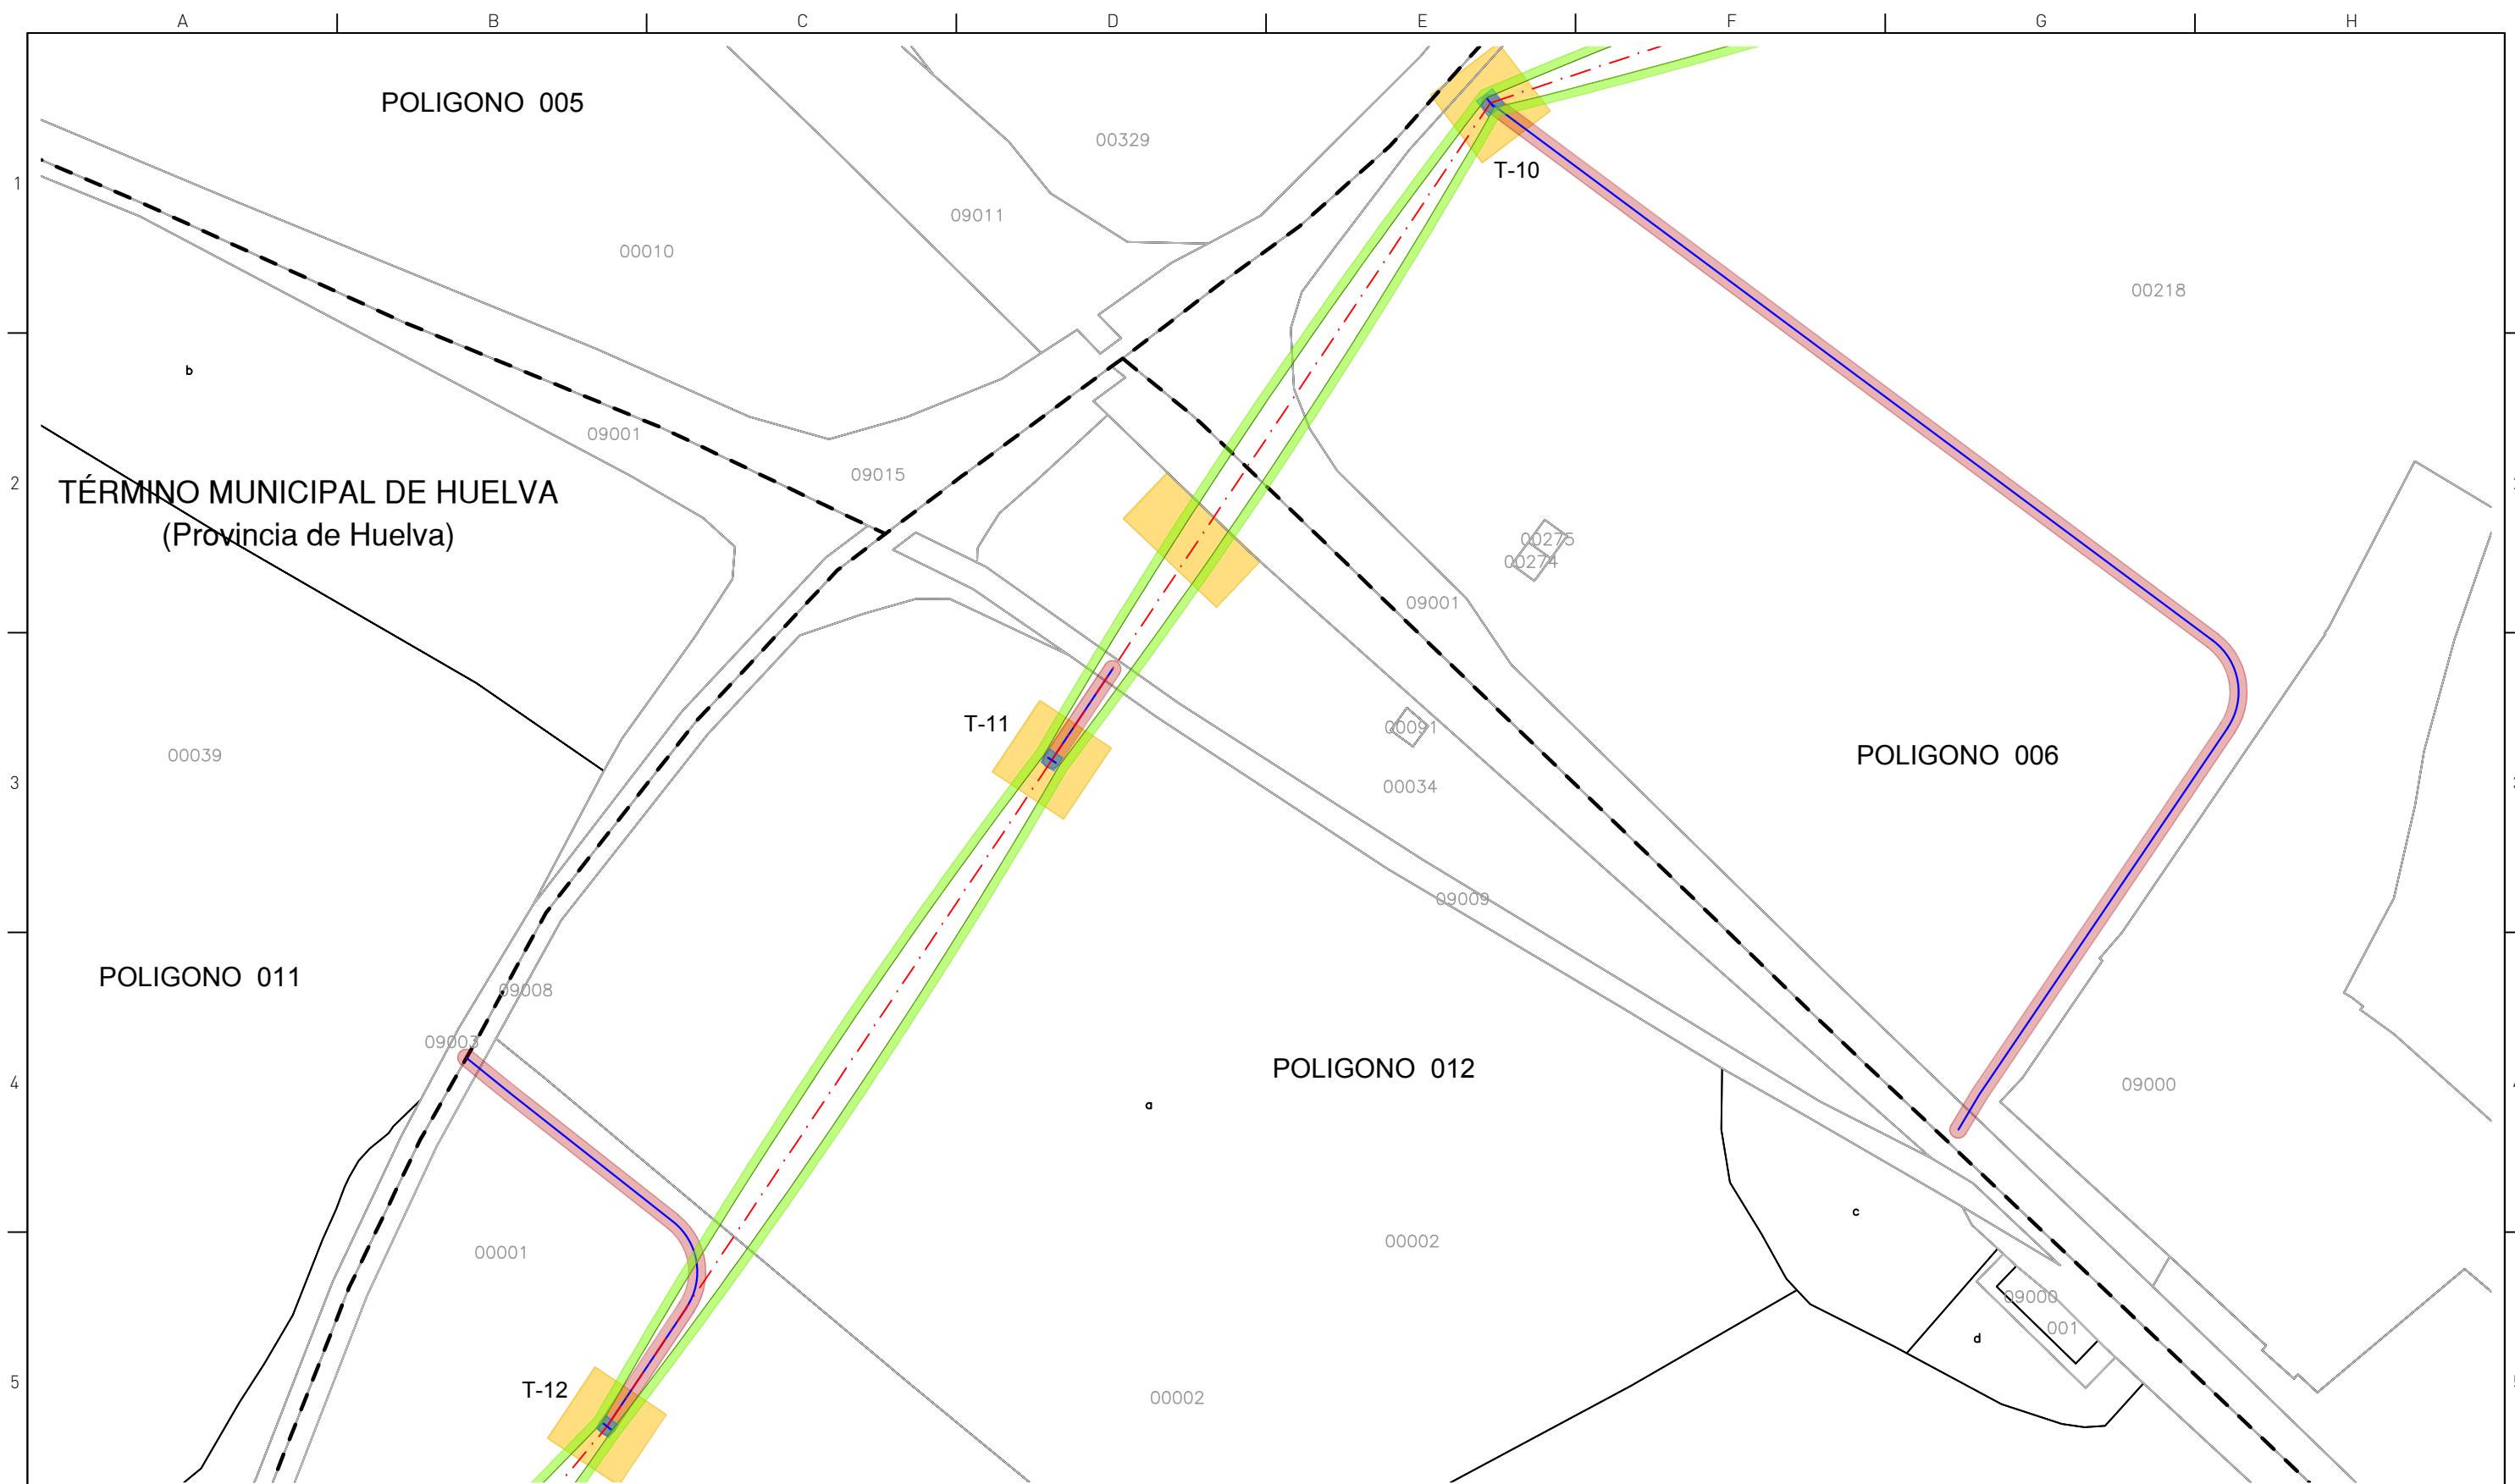 A B C D E F G H
POLIGONO 005
00329
T-10
1
09011
00010
00218
b
09001
09015
2
TÉRMINO MUNICIPAL DE HUELVA
(Provincia de Huelva)
00275
00274
09001
T-11
00091
00039
POLIGONO 006
3
00034
09009
POLIGONO 011
09008
09003
POLIGONO 012
4
09000
a
c
00001
00002
09000
001
d
5
T-12
00002